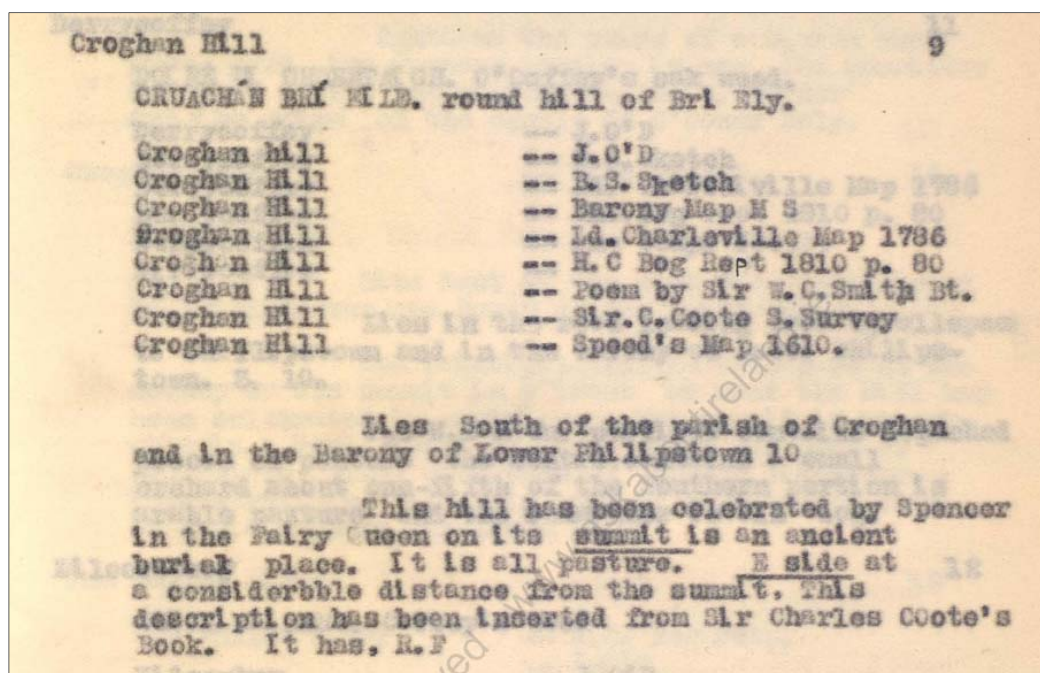 Croghan Hill 9
CRUACHAN BRÍ EILE. round hill of Bri Ely.
Croghan hill -- J.O'D
Croghan Hill -- B.S.Sketch
Croghan Hill -- Barony Map M S
Croghan Hill -- Ld.Charleville Map 1786
Croghan Hill -- H.C Bog Rept 1810 p. 80
Croghan Hill -- Poem by Sir W.C.Smith Bt.
Croghan Hill -- Sir.C.Coote S.Survey
Croghan Hill -- Speed's Map 1610.
Lies South of the parish of Croghan
and in the Barony of Lower Philipstown 10
This hill has been celebrated by Spencer
in the Fairy Queen on its summit is an ancient
burial place. It is all pasture. E side at
a considerbble distance from the summit. This
description has been inserted from Sir Charles COote's
Book. It has, R.F